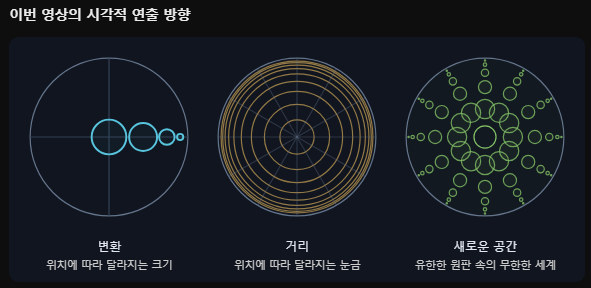 이번 영상의 시각적 연출 방향
변환
위치에 따라 달라지는 크기
거리
위치에 따라 달라지는 눈금
새로운 공간
유한한 원판 속의 무한한 세계